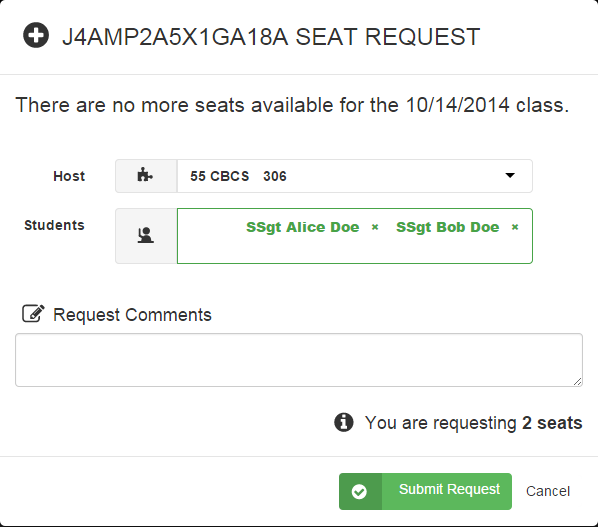 J4AMP2A5X1GA18A SEAT REQUEST
There are no more seats available for the 10/14/2014 class.
Host 55 CBCS 306
Students SSgt Alice Doe × SSgt Bob Doe ×
Request Comments
You are requesting 2 seats
Submit Request Cancel